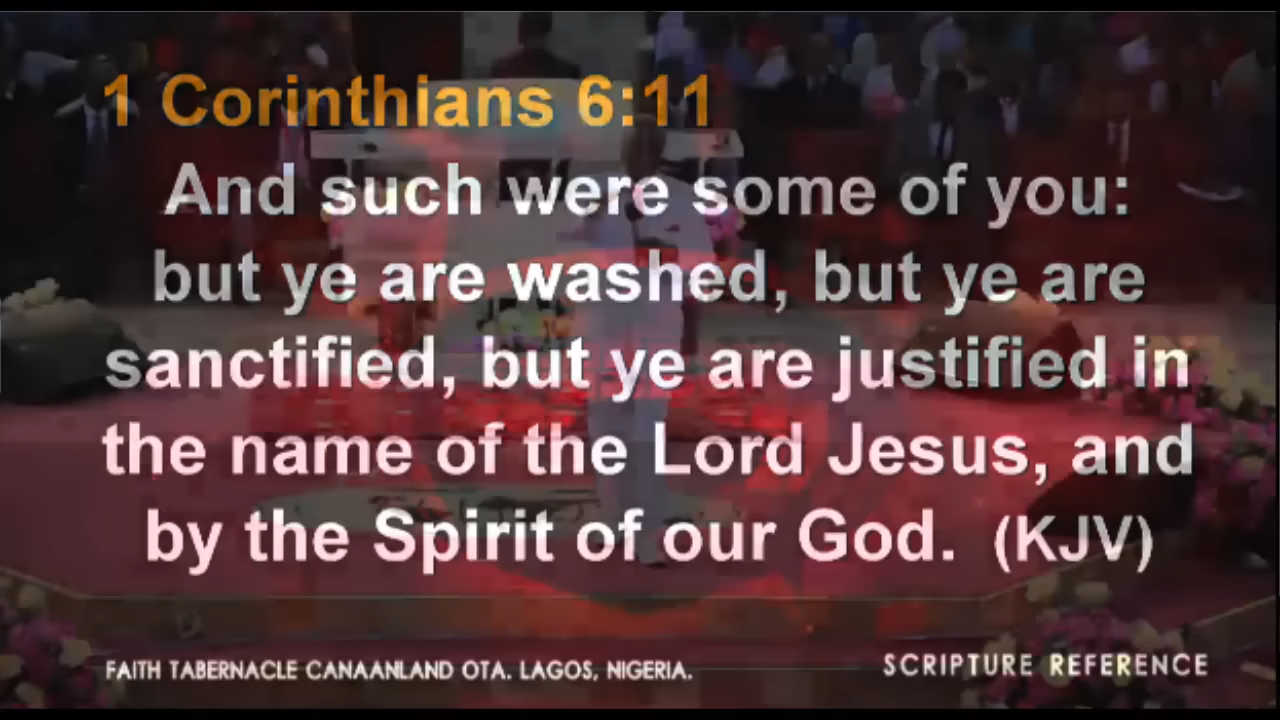 1 Corinthians 6:11
And such were some of you:
but ye are washed, but ye are
sanctified, but ye are justified in
the name of the Lord Jesus, and
by the Spirit of our God. (KJV)
FAITH TABERNACLE CANAANLAND OTA. LAGOS, NIGERIA.
SCRIPTURE REFERENCE